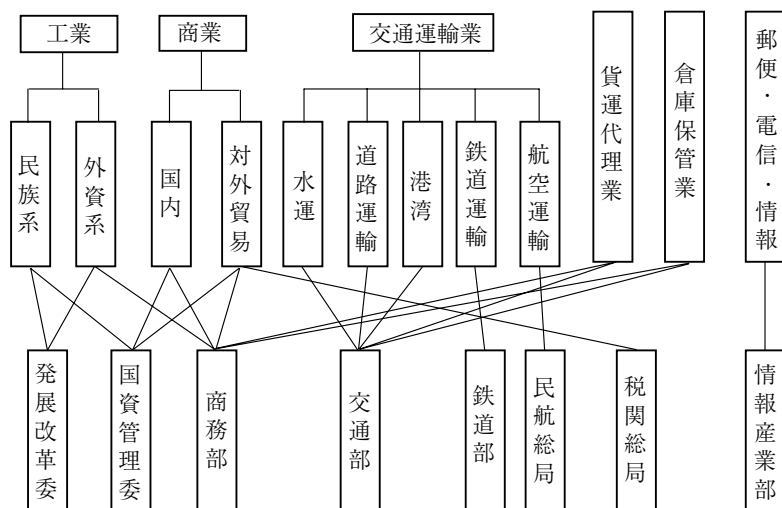 工業
商業
交通運輸業
貨運代理業
倉庫保管業
郵便・電信・情報
民族系
外資系
国内
対外貿易
水運
道路運輸
港湾
鉄道運輸
航空運輸
発展改革委
国資管理委
商務部
交通部
鉄道部
民航総局
税関総局
情報産業部